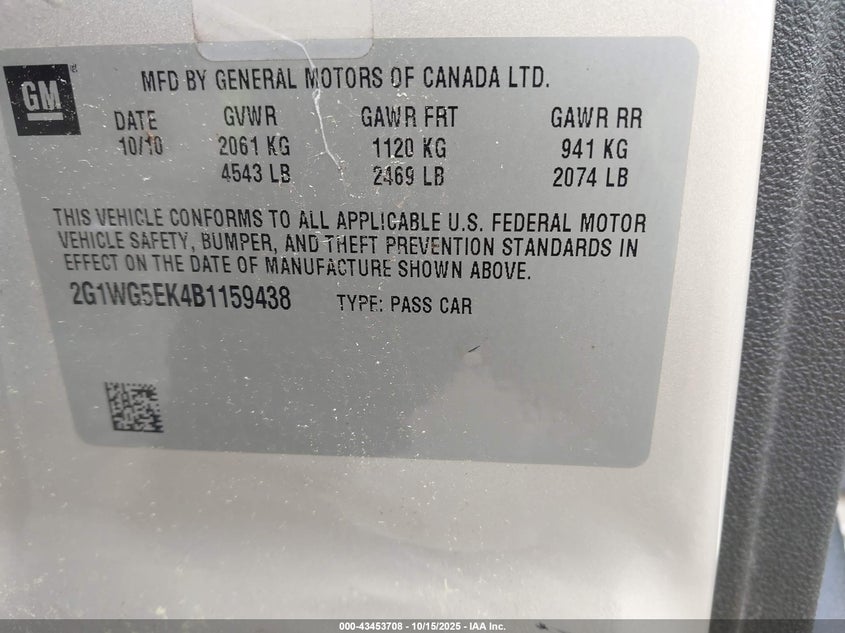 GM
MFD BY GENERAL MOTORS OF CANADA LTD.
DATE GVWR GAWR FRT GAWR RR
10/10 2061 KG 1120 KG 941 KG
4543 LB 2469 LB 2074 LB
THIS VEHICLE CONFORMS TO ALL APPLICABLE U.S. FEDERAL MOTOR
VEHICLE SAFETY, BUMPER, AND THEFT PREVENTION STANDARDS IN
EFFECT ON THE DATE OF MANUFACTURE SHOWN ABOVE.
2G1WG5EK4B1159438 TYPE: PASS CAR
000-43453708 - 10/15/2025 - IAA Inc.